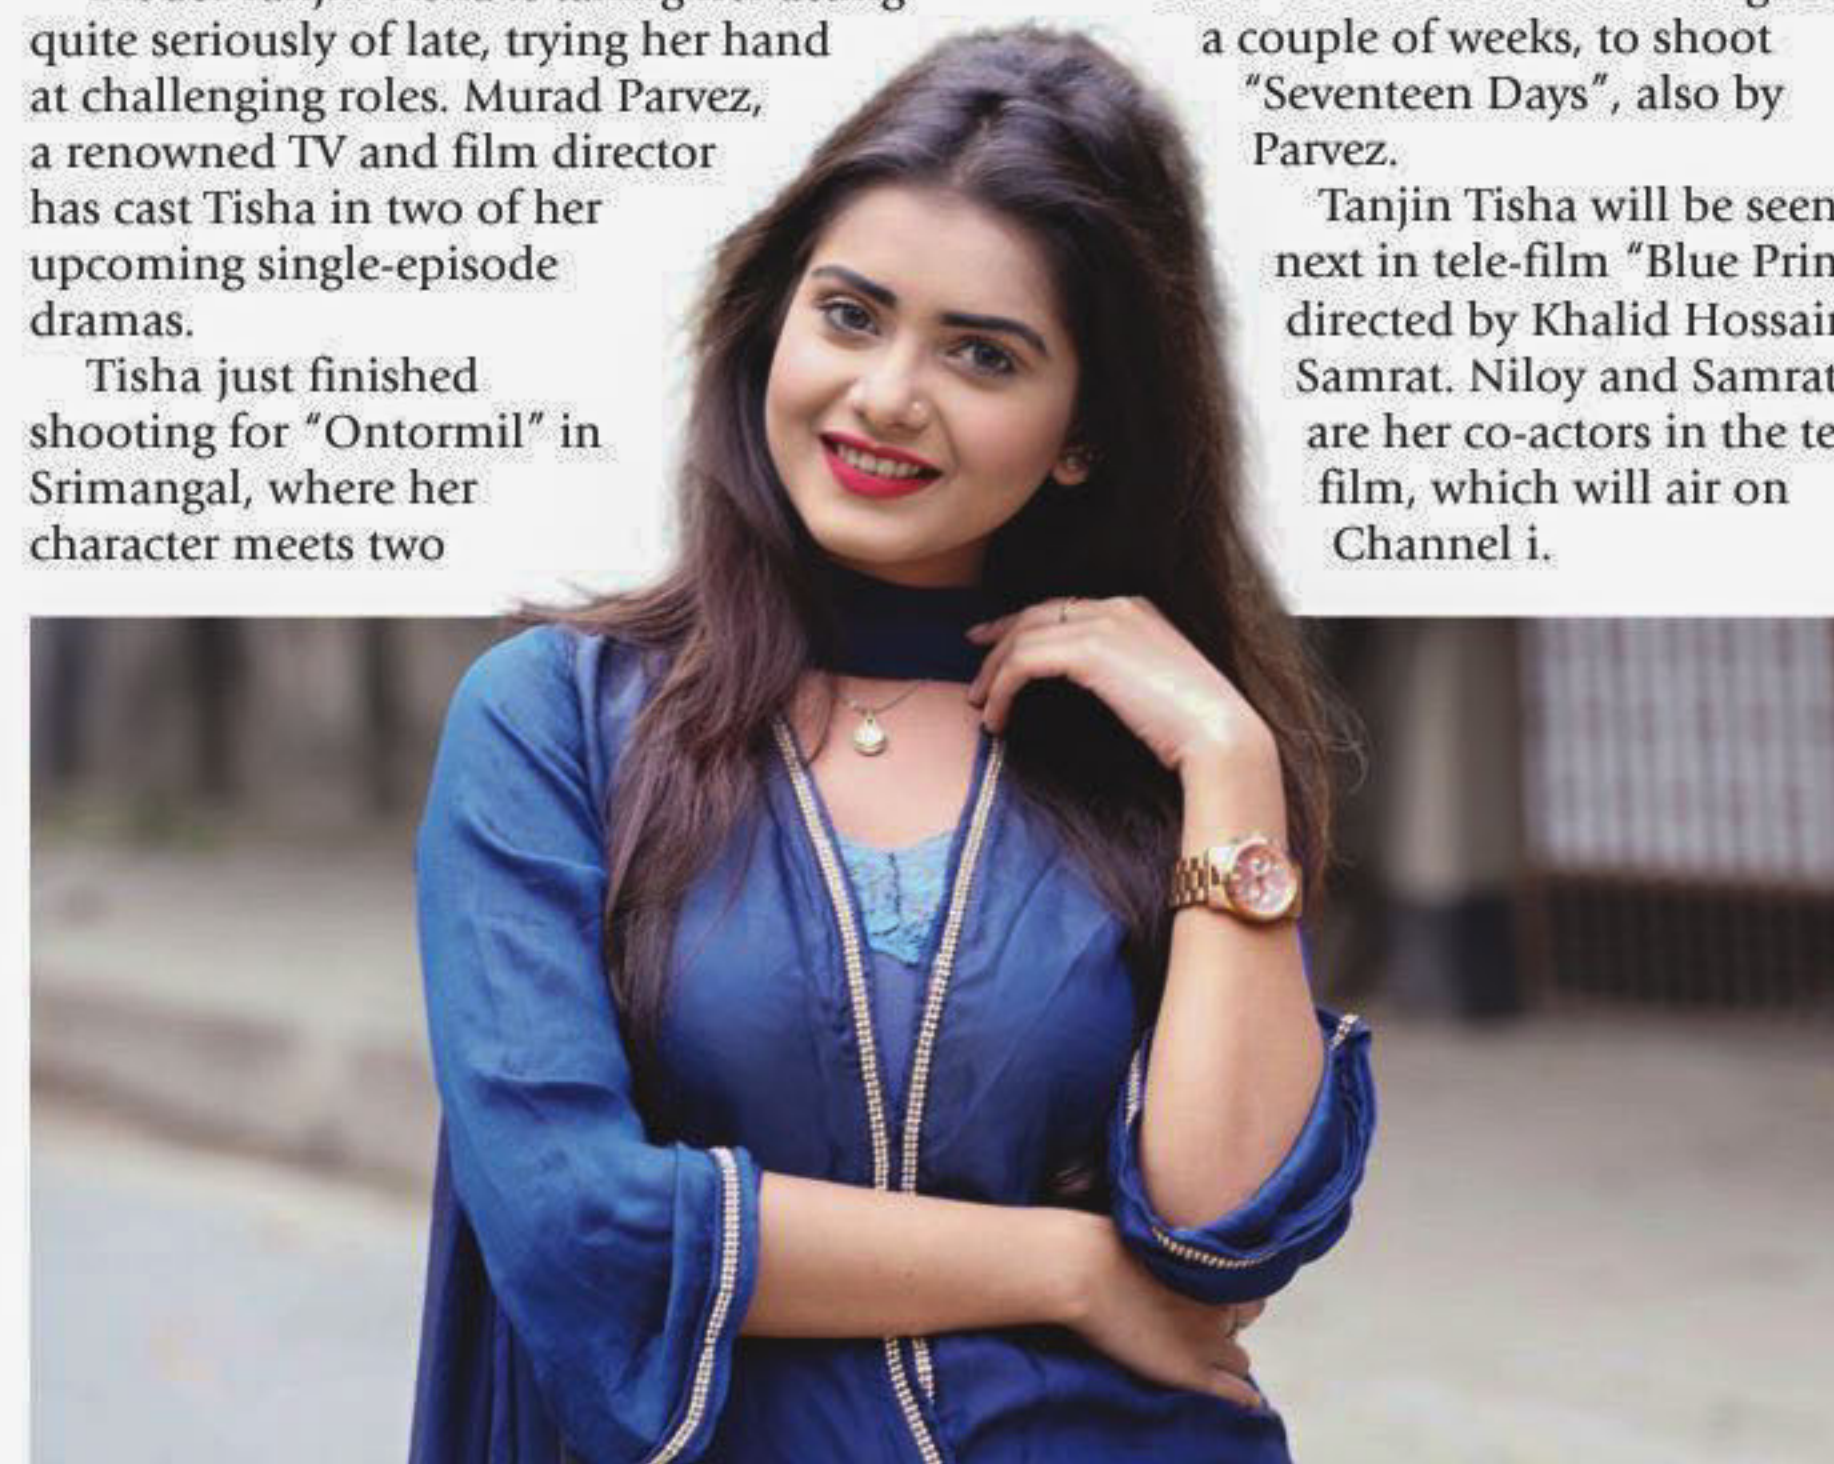 quite seriously of late, trying her hand
at challenging roles. Murad Parvez,
a renowned TV and film director
has cast Tisha in two of her
upcoming single-episode
dramas.
Tisha just finished
shooting for “Ontormil” in
Srimangal, where her
character meets two
a couple of weeks, to shoot
“Seventeen Days”, also by
Parvez.
Tanjin Tisha will be seen
next in tele-film “Blue Prin
directed by Khalid Hossain
Samrat. Niloy and Samrat
are her co-actors in the te
film, which will air on
Channel i.